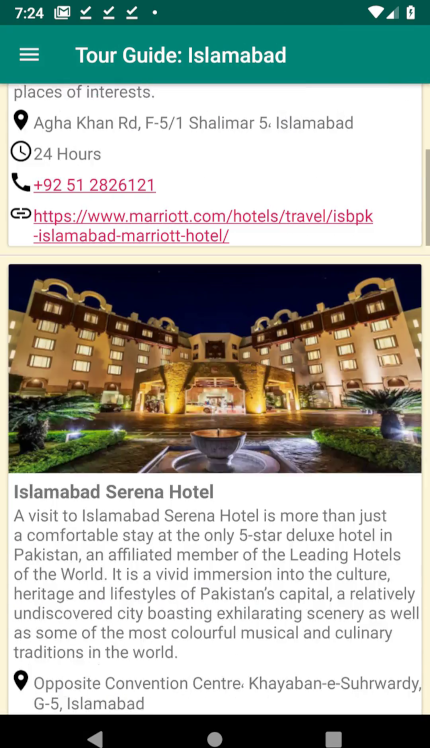 7:24
Tour Guide: Islamabad
places of interests.
Agha Khan Rd, F-5/1 Shalimar 5، Islamabad
24 Hours
+92 51 2826121
https://www.marriott.com/hotels/travel/isbpk
-islamabad-marriott-hotel/
Islamabad Serena Hotel
A visit to Islamabad Serena Hotel is more than just
a comfortable stay at the only 5-star deluxe hotel in
Pakistan, an affiliated member of the Leading Hotels
of the World. It is a vivid immersion into the culture,
heritage and lifestyles of Pakistan's capital, a relatively
undiscovered city boasting exhilarating scenery as well
as some of the most colourful musical and culinary
traditions in the world.
Opposite Convention Centre، Khayaban-e-Suhrwardy,
G-5, Islamabad